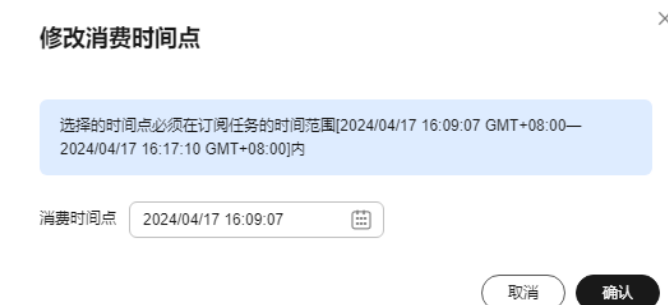 修改消费时间点
选择的时间点必须在订阅任务的时间范围[2024/04/17 16:09:07 GMT+08:00—
2024/04/17 16:17:10 GMT+08:00]内
消费时间点 2024/04/17 16:09:07
取消 确认